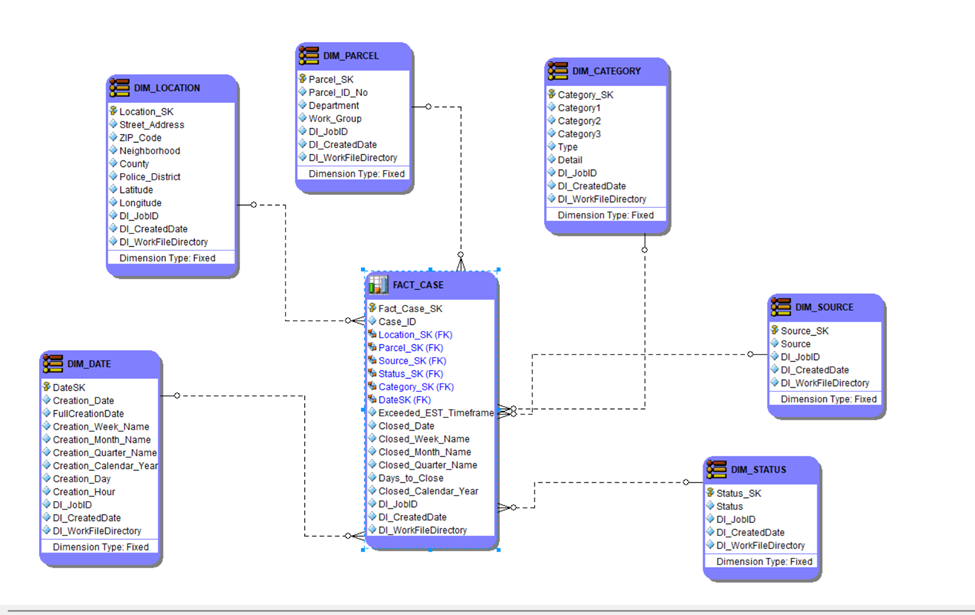 DIM_PARCEL
Parcel_SK
Parcel_ID_No
Department
Work_Group
DI_JobID
DI_CreatedDate
DI_WorkFileDirectory
Dimension Type: Fixed
DIM_CATEGORY
Category_SK
Category1
Category2
Category3
Type
Detail
DI_JobID
DI_CreatedDate
DI_WorkFileDirectory
Dimension Type: Fixed
DIM_LOCATION
Location_SK
Street_Address
ZIP_Code
Neighborhood
County
Police_District
Latitude
Longitude
DI_JobID
DI_CreatedDate
DI_WorkFileDirectory
Dimension Type: Fixed
FACT_CASE
Fact_Case_SK
Case_ID
Location_SK (FK)
Parcel_SK (FK)
Source_SK (FK)
Status_SK (FK)
Category_SK (FK)
DateSK (FK)
Exceeded_EST_Timeframe
Closed_Date
Closed_Week_Name
Closed_Month_Name
Closed_Quarter_Name
Days_to_Close
Closed_Calendar_Year
DI_JobID
DI_CreatedDate
DI_WorkFileDirectory
DIM_SOURCE
Source_SK
Source
DI_JobID
DI_CreatedDate
DI_WorkFileDirectory
Dimension Type: Fixed
DIM_DATE
DateSK
Creation_Date
FullCreationDate
Creation_Week_Name
Creation_Month_Name
Creation_Quarter_Name
Creation_Calendar_Year
Creation_Day
Creation_Hour
DI_JobID
DI_CreatedDate
DI_WorkFileDirectory
Dimension Type: Fixed
DIM_STATUS
Status_SK
Status
DI_JobID
DI_CreatedDate
DI_WorkFileDirectory
Dimension Type: Fixed